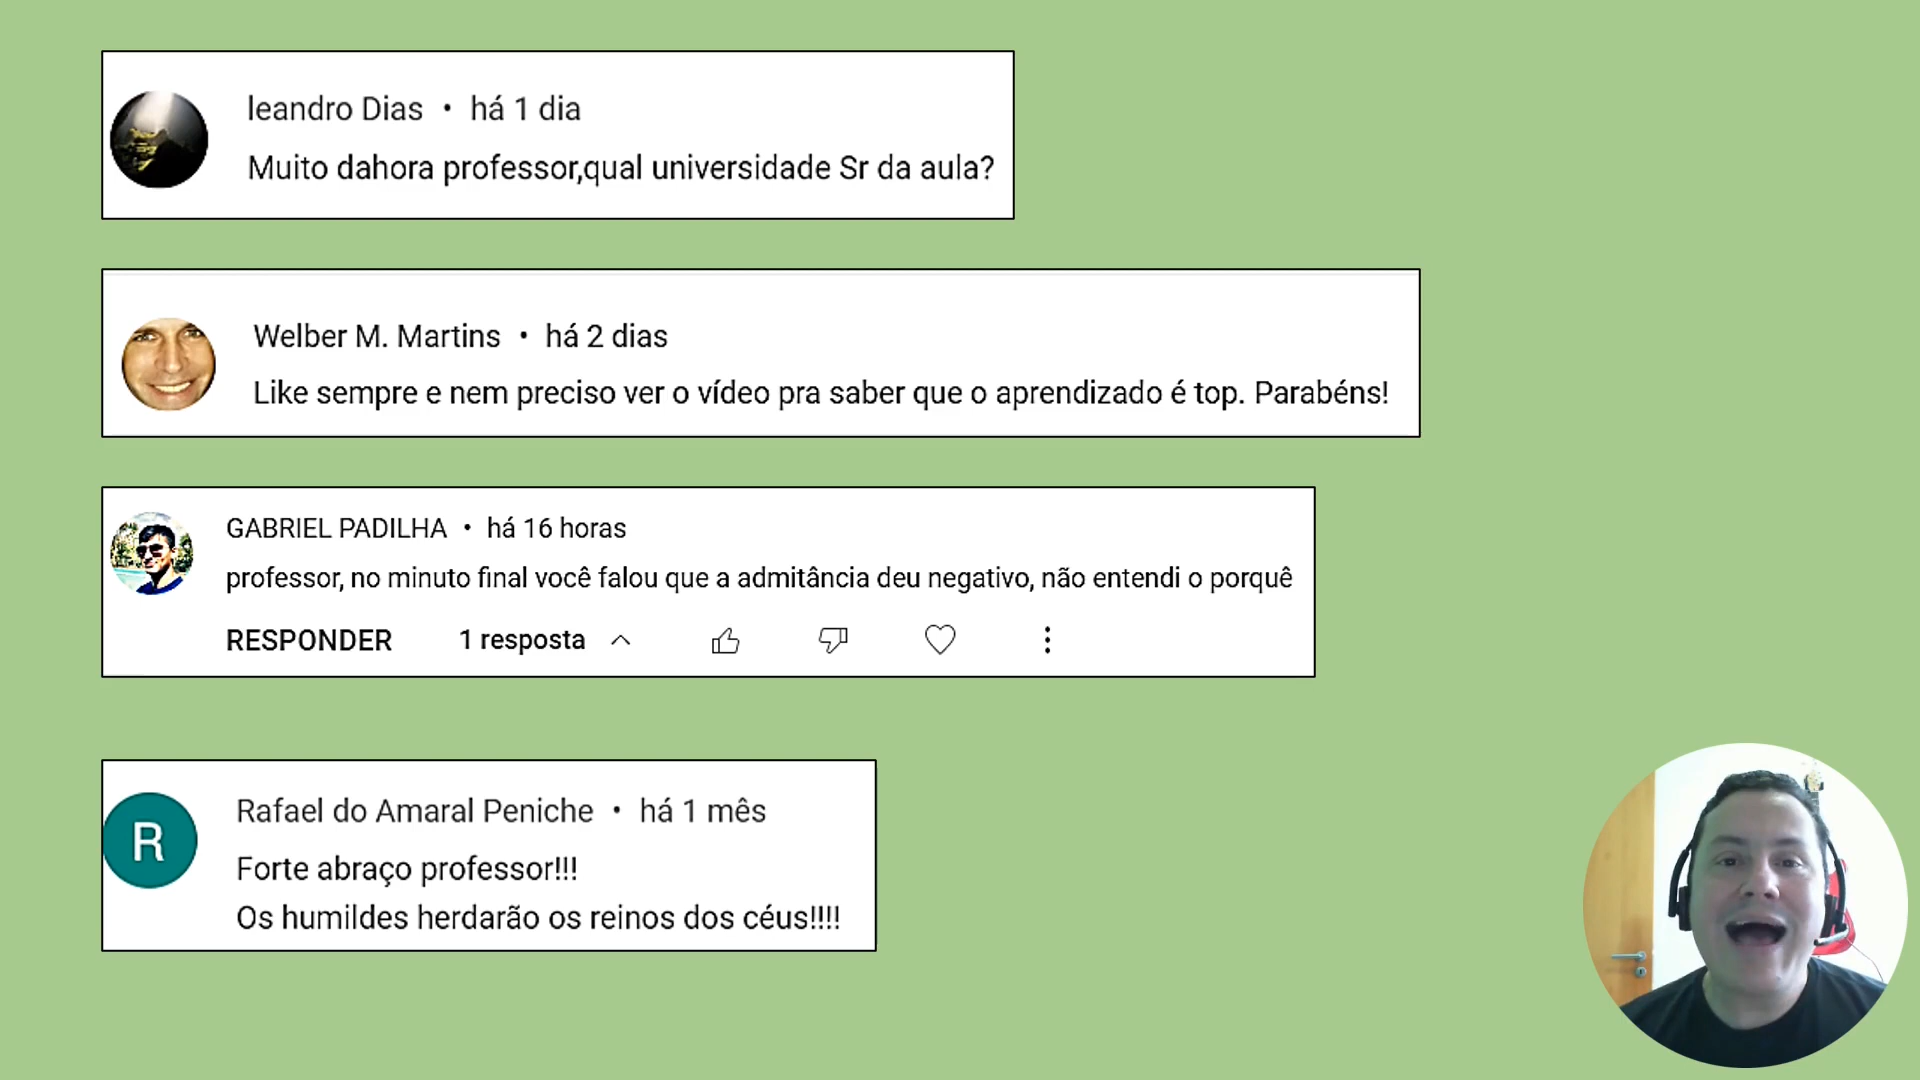 leandro Dias • há 1 dia
Muito dahora professor,qual universidade Sr da aula?
Welber M. Martins • há 2 dias
Like sempre e nem preciso ver o vídeo pra saber que o aprendizado é top. Parabéns!
GABRIEL PADILHA • há 16 horas
professor, no minuto final você falou que a admitância deu negativo, não entendi o porquê
RESPONDER 1 resposta
R
Rafael do Amaral Peniche • há 1 mês
Forte abraço professor!!!
Os humildes herdarão os reinos dos céus!!!!